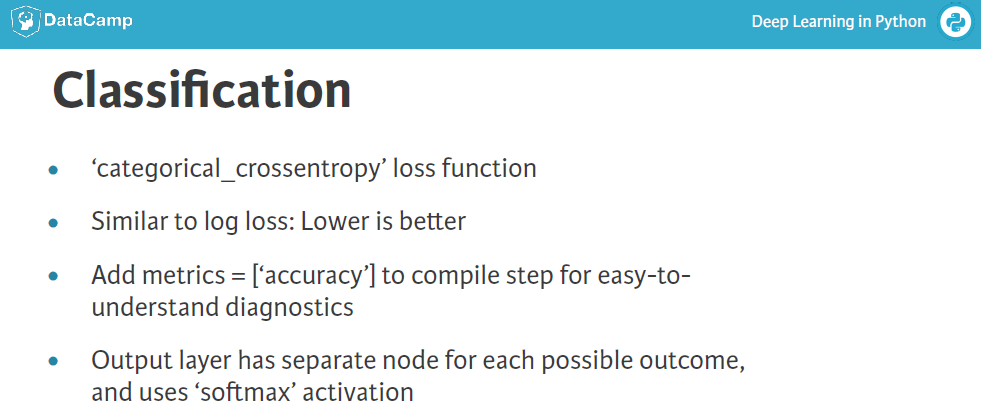 DataCamp
Deep Learning in Python
Classification
‘categorical_crossentropy’ loss function
Similar to log loss: Lower is better
Add metrics = [‘accuracy’] to compile step for easy-to-
understand diagnostics
Output layer has separate node for each possible outcome,
and uses ‘softmax’ activation